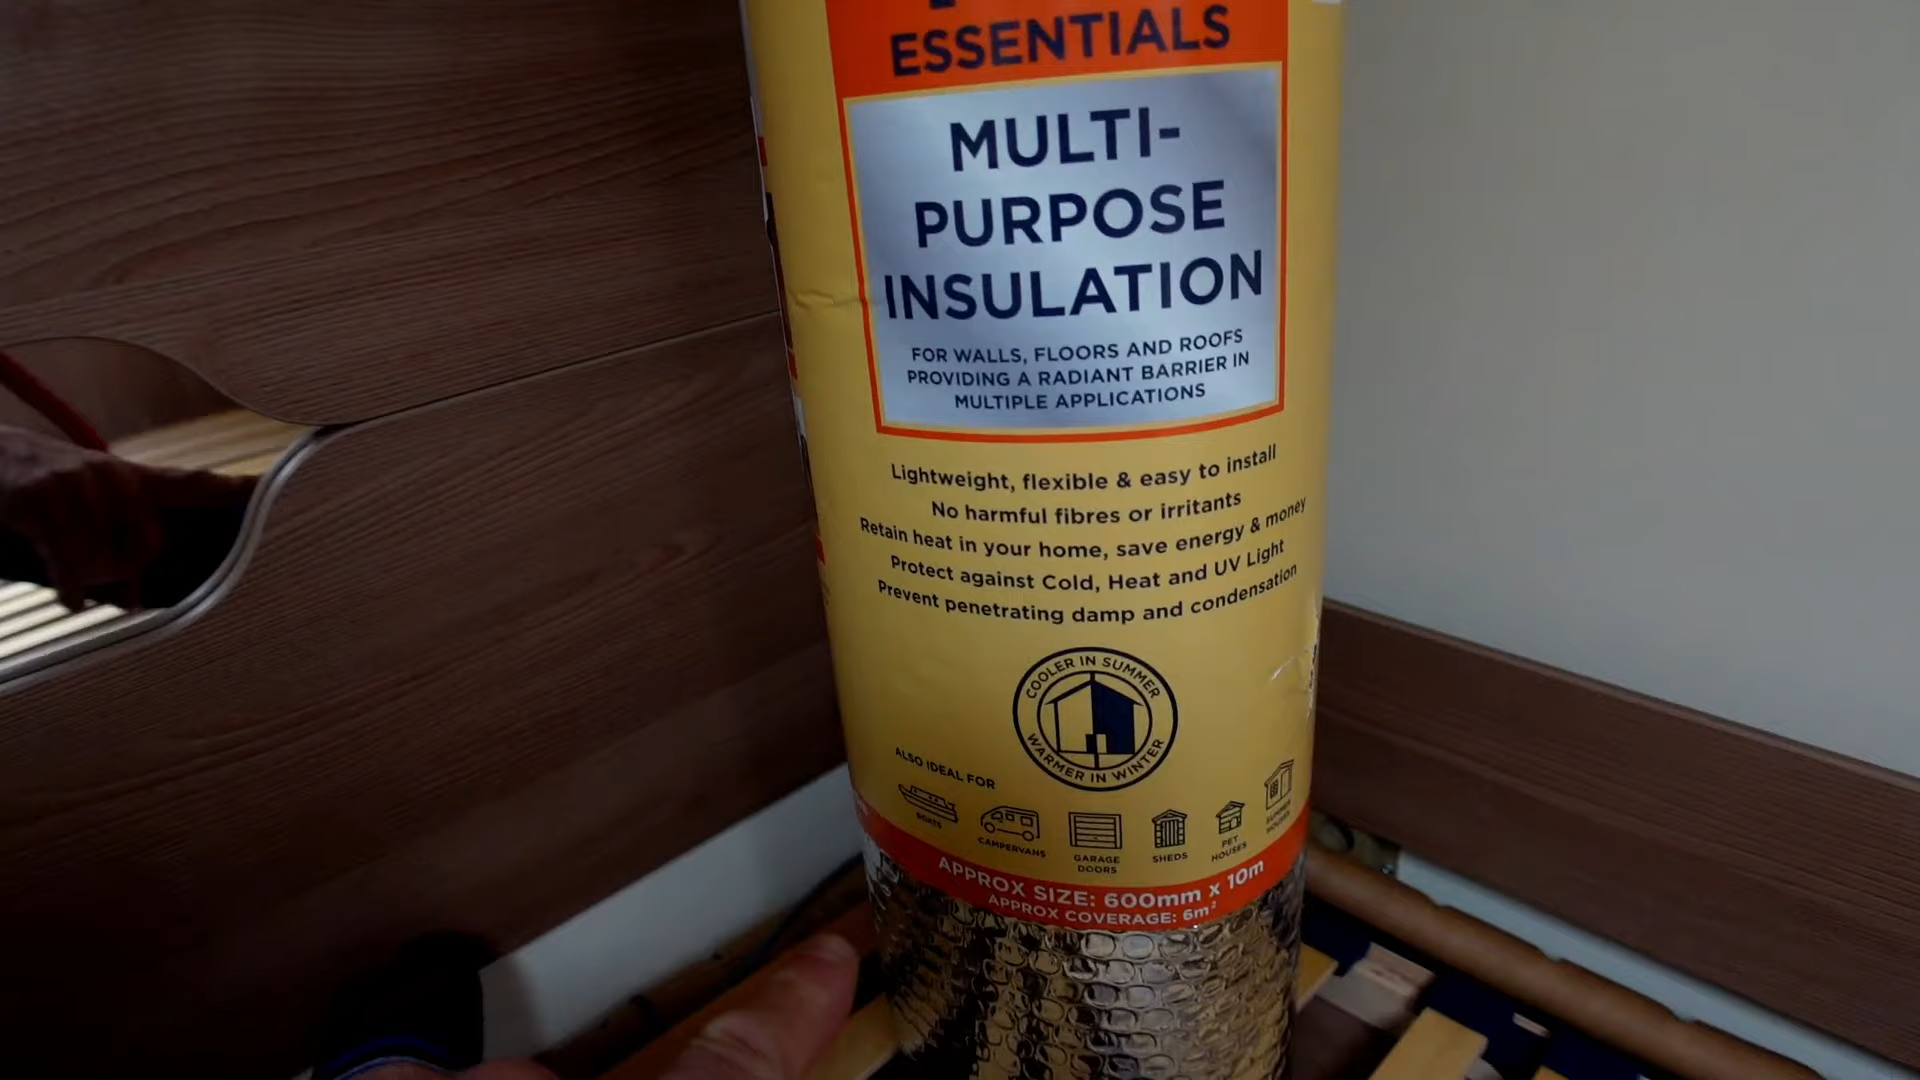 ESSENTIALS
MULTI-
PURPOSE
INSULATION
FOR WALLS, FLOORS AND ROOFS
PROVIDING A RADIANT BARRIER IN
MULTIPLE APPLICATIONS
Lightweight, flexible & easy to install
No harmful fibres or irritants
Retain heat in your home, save energy & money
Protect against Cold, Heat and UV Light
Prevent penetrating damp and condensation
COOLER IN SUMMER
WARMER IN WINTER
ALSO IDEAL FOR
BOATS
CAMPERVANS
GARAGE
DOORS
SHEDS
PET
HOUSES
SUMMER
HOUSES
APPROX SIZE: 600mm x 10m
APPROX COVERAGE: 6m²